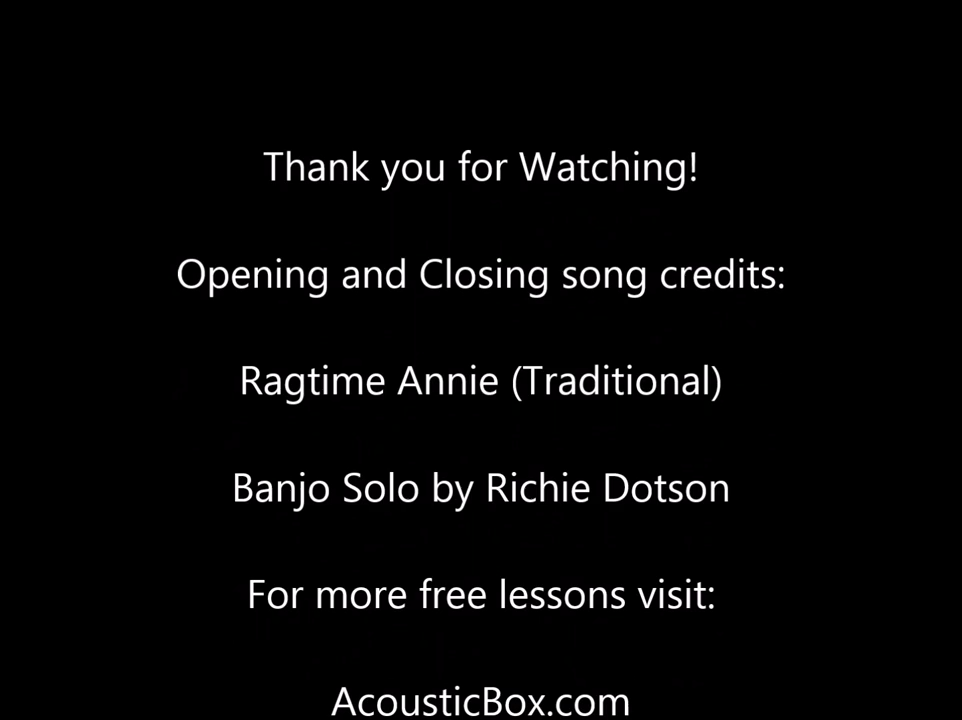 Thank you for Watching!
Opening and Closing song credits:
Ragtime Annie (Traditional)
Banjo Solo by Richie Dotson
For more free lessons visit:
AcousticBox.com